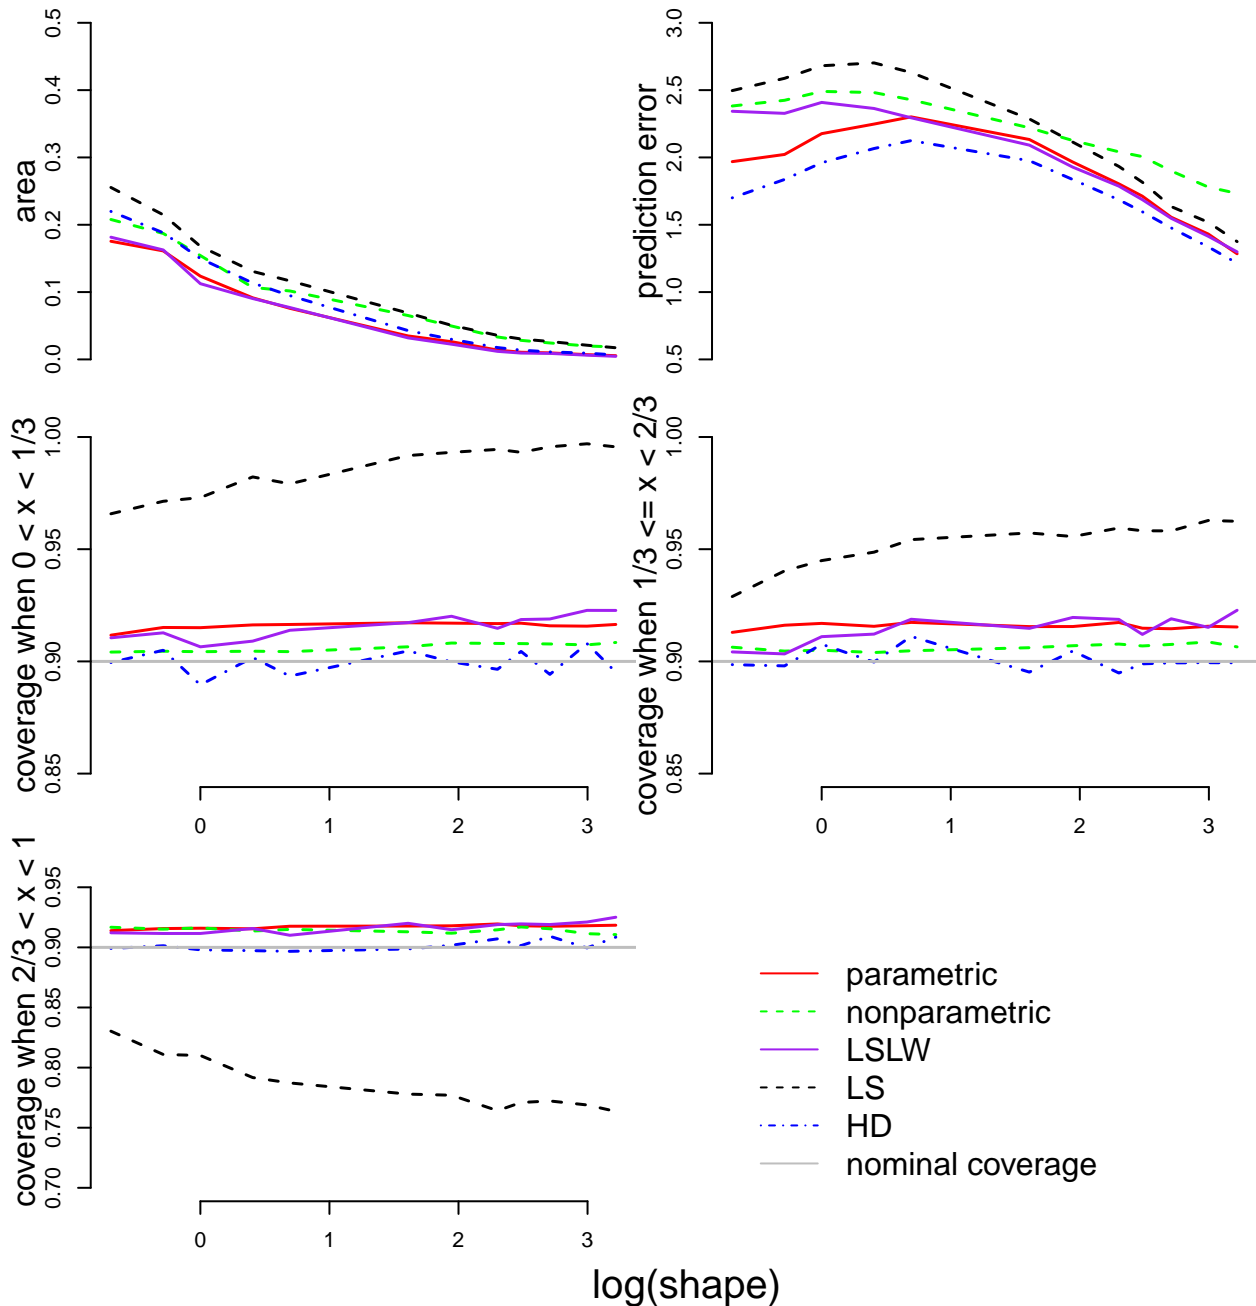 area
0.0 0.1 0.2 0.3 0.4 0.5
prediction error
0.5 1.0 1.5 2.0 2.5 3.0
coverage when 0 < x < 1/3
0.85 0.90 0.95 1.00
0 1 2 3
coverage when 1/3 <= x < 2/3
0.85 0.90 0.95 1.00
0 1 2 3
coverage when 2/3 < x < 1
0.70 0.75 0.80 0.85 0.90 0.95
0 1 2 3
parametric
nonparametric
LSLW
LS
HD
nominal coverage
log(shape)